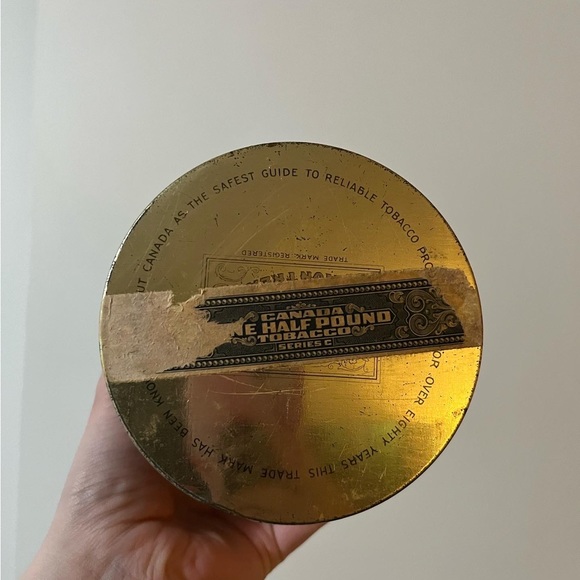 FOR OVER EIGHTY YEARS THIS TRADE MARK HAS BEEN KNO
UT CANADA AS THE SAFEST GUIDE TO RELIABLE TOBACCO PRO
TRADE MARK REGISTERED
CANADA
NE HALF POUND
TOBACCO
SERIES C